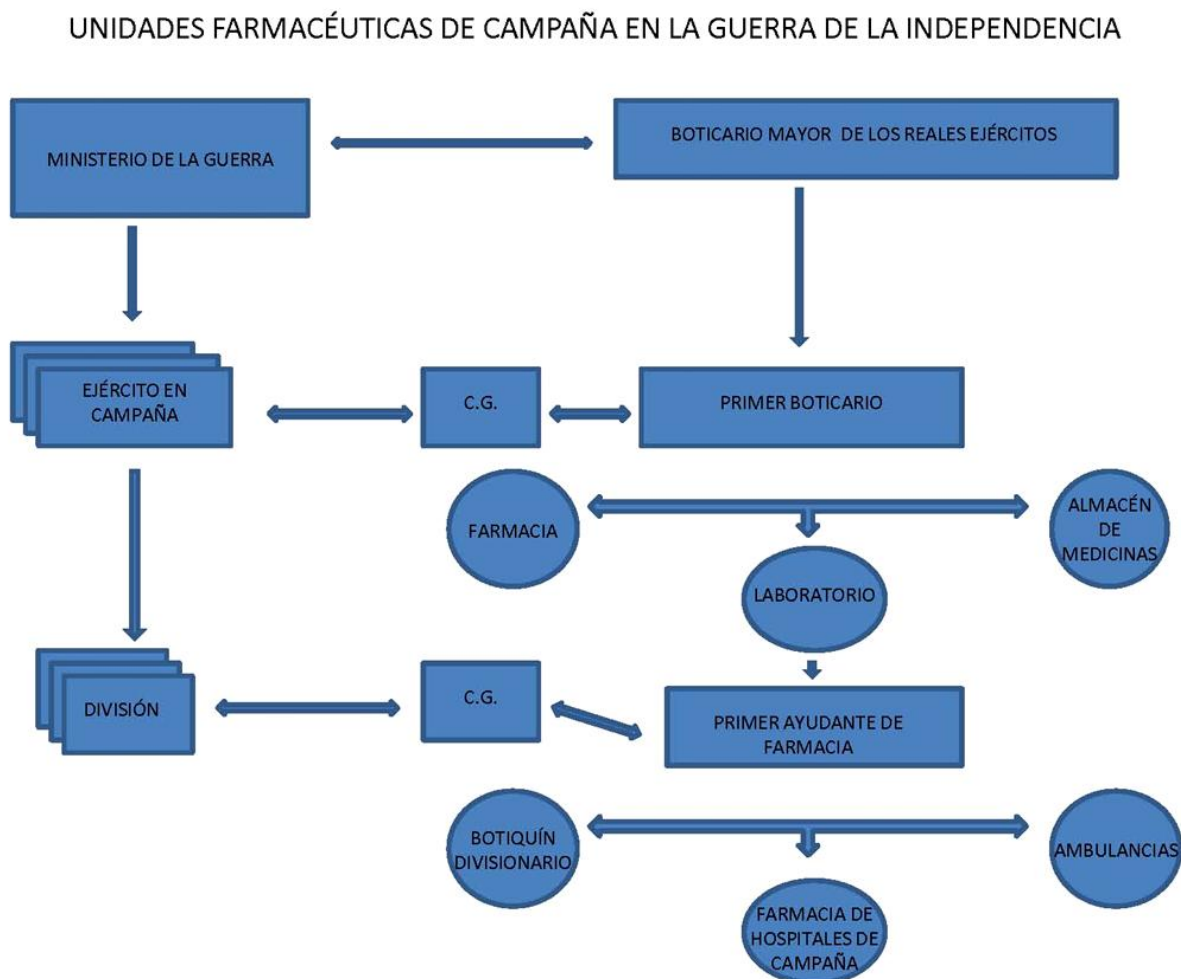 UNIDADES FARMACÉUTICAS DE CAMPAÑA EN LA GUERRA DE LA INDEPENDENCIA
MINISTERIO DE LA GUERRA
BOTICARIO MAYOR DE LOS REALES EJÉRCITOS
EJÉRCITO EN
CAMPAÑA
C.G.
PRIMER BOTICARIO
FARMACIA
ALMACÉN
DE
MEDICINAS
LABORATORIO
DIVISIÓN
C.G.
PRIMER AYUDANTE DE
FARMACIA
BOTIQUÍN
DIVISIONARIO
AMBULANCIAS
FARMACIA DE
HOSPITALES DE
CAMPAÑA